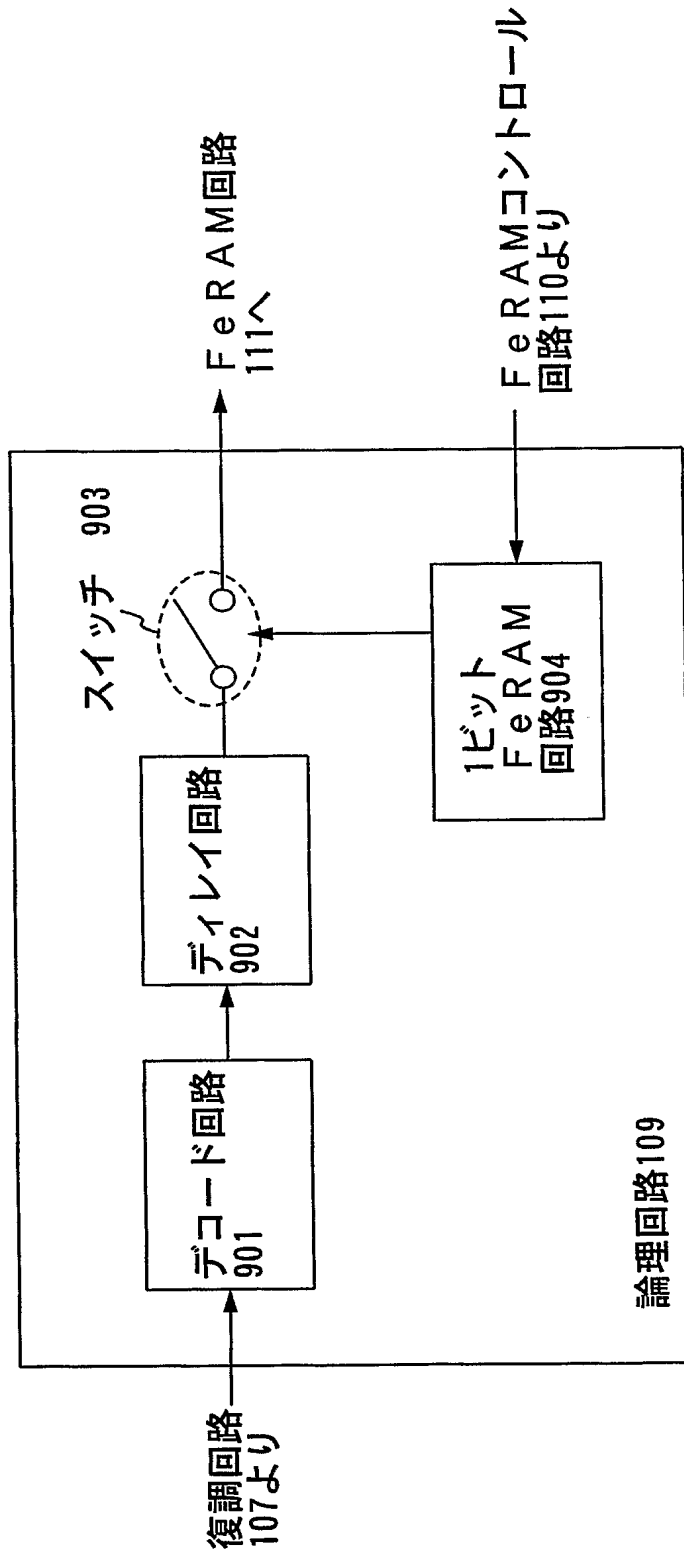 復調回路
107より
デコード回路
901
ディレイ回路
902
スイッチ 903
FeRAM回路
111へ
1ビット
FeRAM
回路904
FeRAMコントロール
回路110より
論理回路109